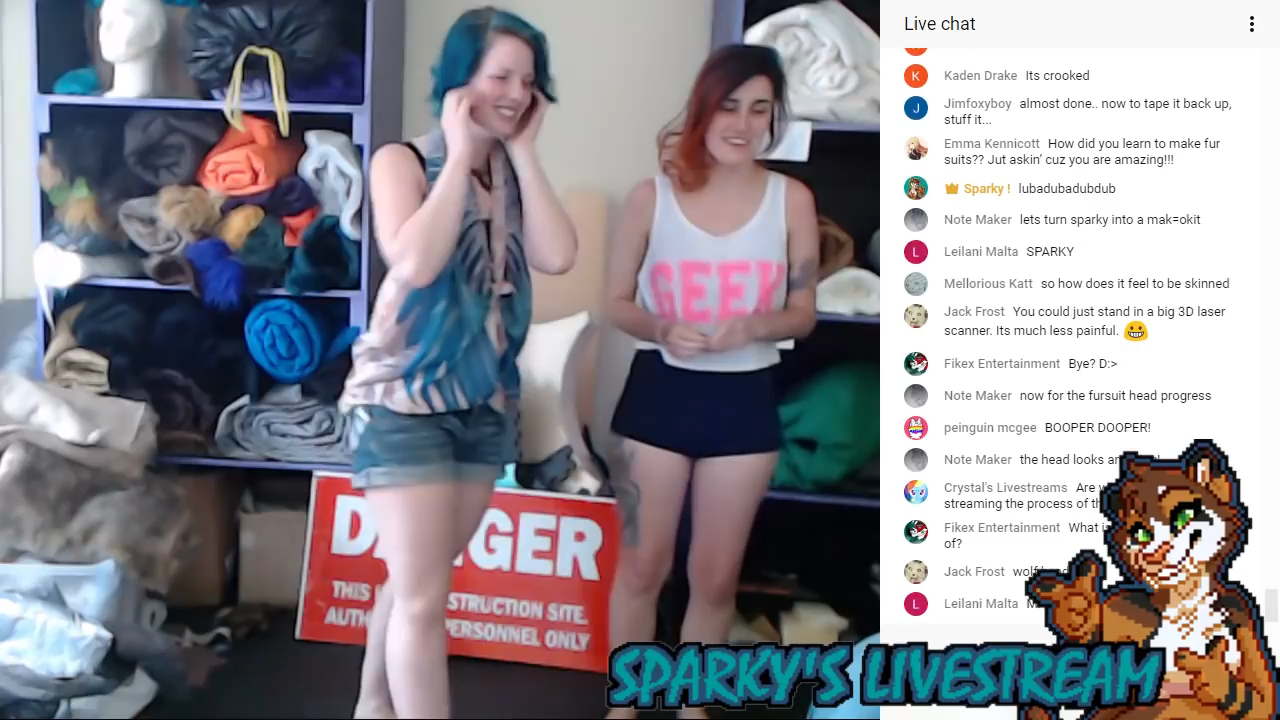 Live chat
Kaden Drake Its crooked
Jimfoxyboy almost done.. now to tape it back up,
stuff it...
Emma Kennicott How did you learn to make fur
suits?? Jut askin' cuz you are amazing!!!
Sparky ! lubadubadubdub
Note Maker lets turn sparky into a mak=okit
Leilani Malta SPARKY
Mellorious Katt so how does it feel to be skinned
Jack Frost You could just stand in a big 3D laser
scanner. Its much less painful.
Fikex Entertainment Bye? D:>
Note Maker now for the fursuit head progress
peinguin mcgee BOOPER DOOPER!
Note Maker the head looks
Crystal's Livestreams Are
streaming the process of
Fikex Entertainment What
of?
Jack Frost
Leilani Malta
GEEK
DANGER
THIS
STRUCTION SITE.
PERSONNEL ONLY
SPARKY'S LIVESTREAM